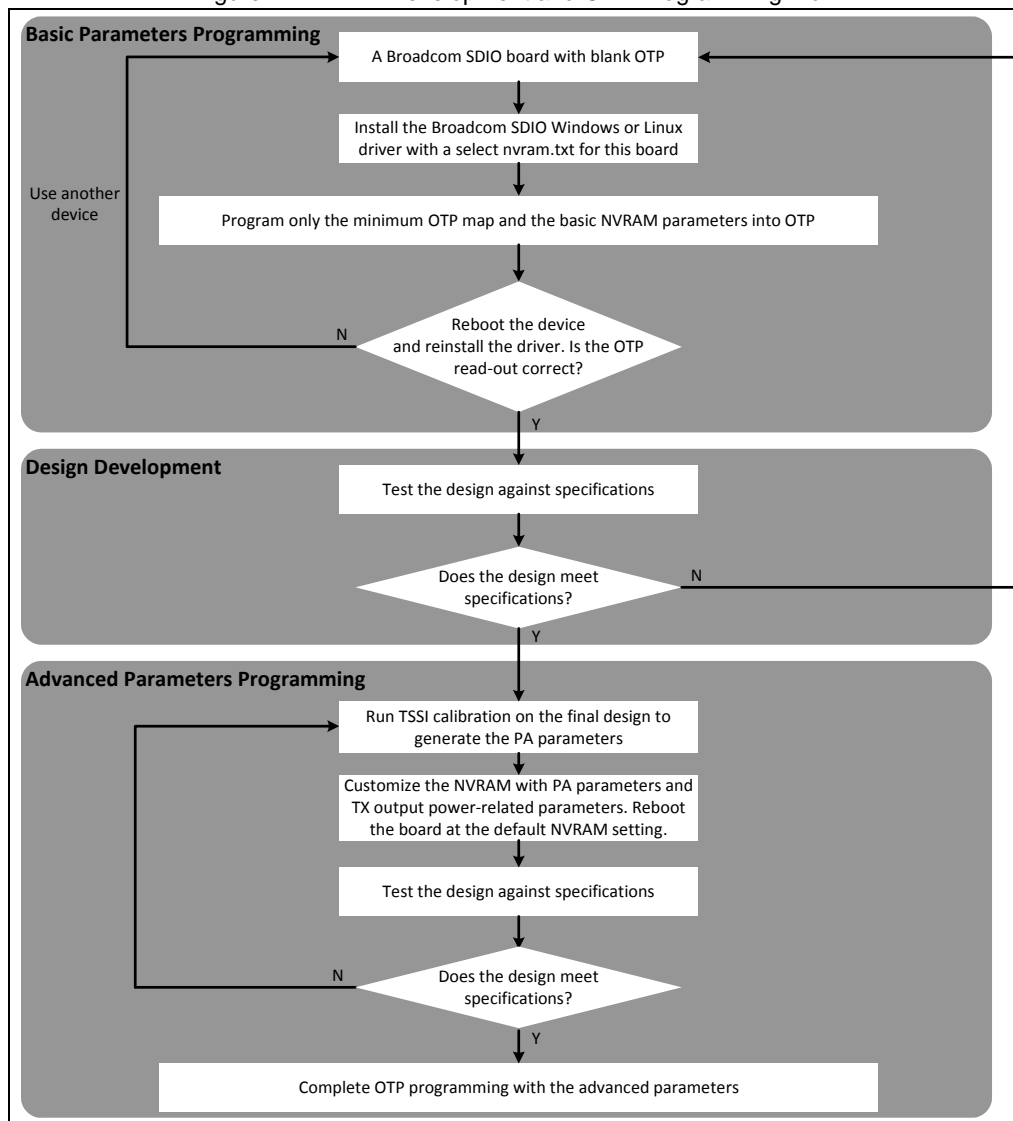 Basic Parameters Programming
A Broadcom SDIO board with blank OTP
Install the Broadcom SDIO Windows or Linux
driver with a select nvram.txt for this board
Use another
device
Program only the minimum OTP map and the basic NVRAM parameters into OTP
N
Reboot the device
and reinstall the driver. Is the OTP
read-out correct?
Y
Design Development
Test the design against specifications
Does the design meet
specifications?
N
Y
Advanced Parameters Programming
Run TSSI calibration on the final design to
generate the PA parameters
Customize the NVRAM with PA parameters and
TX output power-related parameters. Reboot
the board at the default NVRAM setting.
Test the design against specifications
N
Does the design meet
specifications?
Y
Complete OTP programming with the advanced parameters